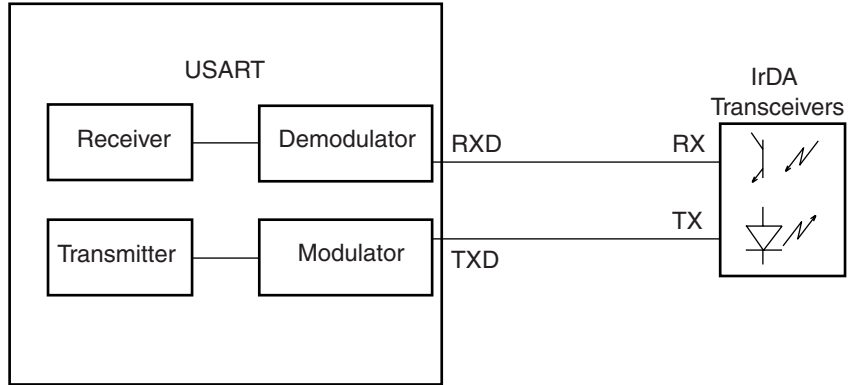 USART
IrDA
Transceivers
Receiver
Demodulator
RXD
RX
Transmitter
Modulator
TXD
TX